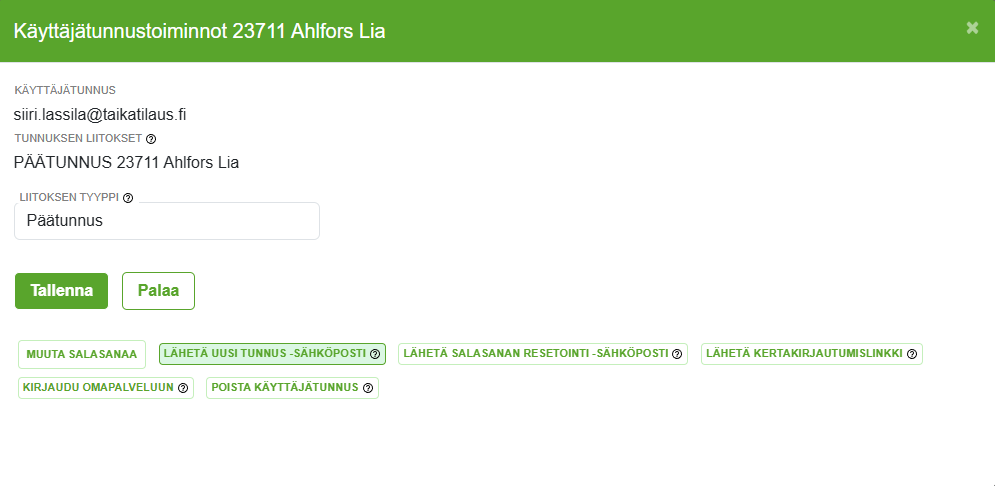 Käyttäjätunnustoiminnot 23711 Ahlfors Lia
KÄYTTÄJÄTUNNUS
siiri.lassila@taikatilaus.fi
TUNNUKSEN LIITOKSET
PÄÄTUNNUS 23711 Ahlfors Lia
LIITOKSEN TYYPPI
Päätunnus
Tallenna Palaa
MUUTA SALASANAA LÄHETÄ UUSI TUNNUS -SÄHKÖPOSTI LÄHETÄ SALASANAN RESETOINTI -SÄHKÖPOSTI LÄHETÄ KERTAKIRJAUTUMISLINKKI
KIRJAUDU OMAPALVELUUN POISTA KÄYTTÄJÄTUNNUS